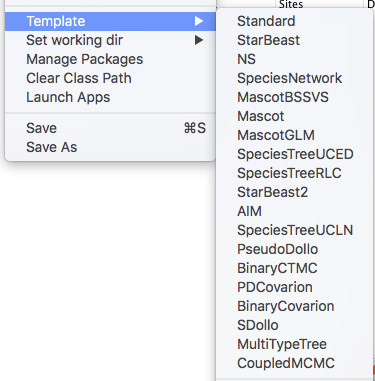 Sites
D
Template
Set working dir
Manage Packages
Clear Class Path
Launch Apps
Save ⌘S
Save As
Standard
StarBeast
NS
SpeciesNetwork
MascotBSSVS
Mascot
MascotGLM
SpeciesTreeUCED
SpeciesTreeRLC
StarBeast2
AIM
SpeciesTreeUCLN
PseudoDollo
BinaryCTMC
PDCovarion
BinaryCovarion
SDollo
MultiTypeTree
CoupledMCMC